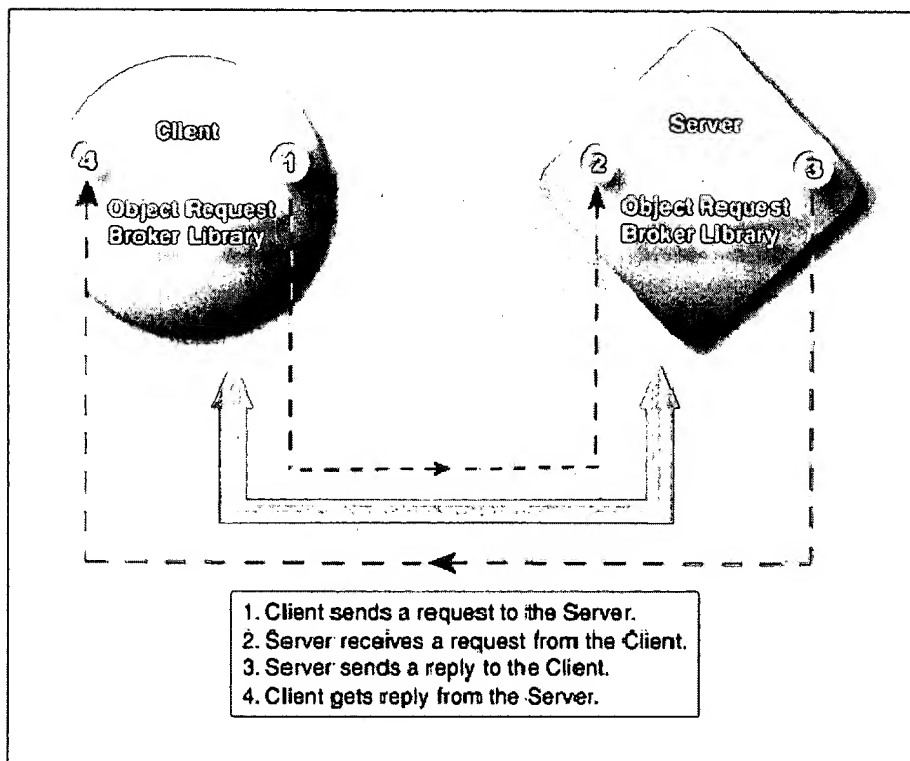 Client
4
1
Object Request
Broker Library
Server
2
3
Object Request
Broker Library
1. Client sends a request to the Server.
2. Server receives a request from the Client.
3. Server sends a reply to the Client.
4. Client gets reply from the Server.